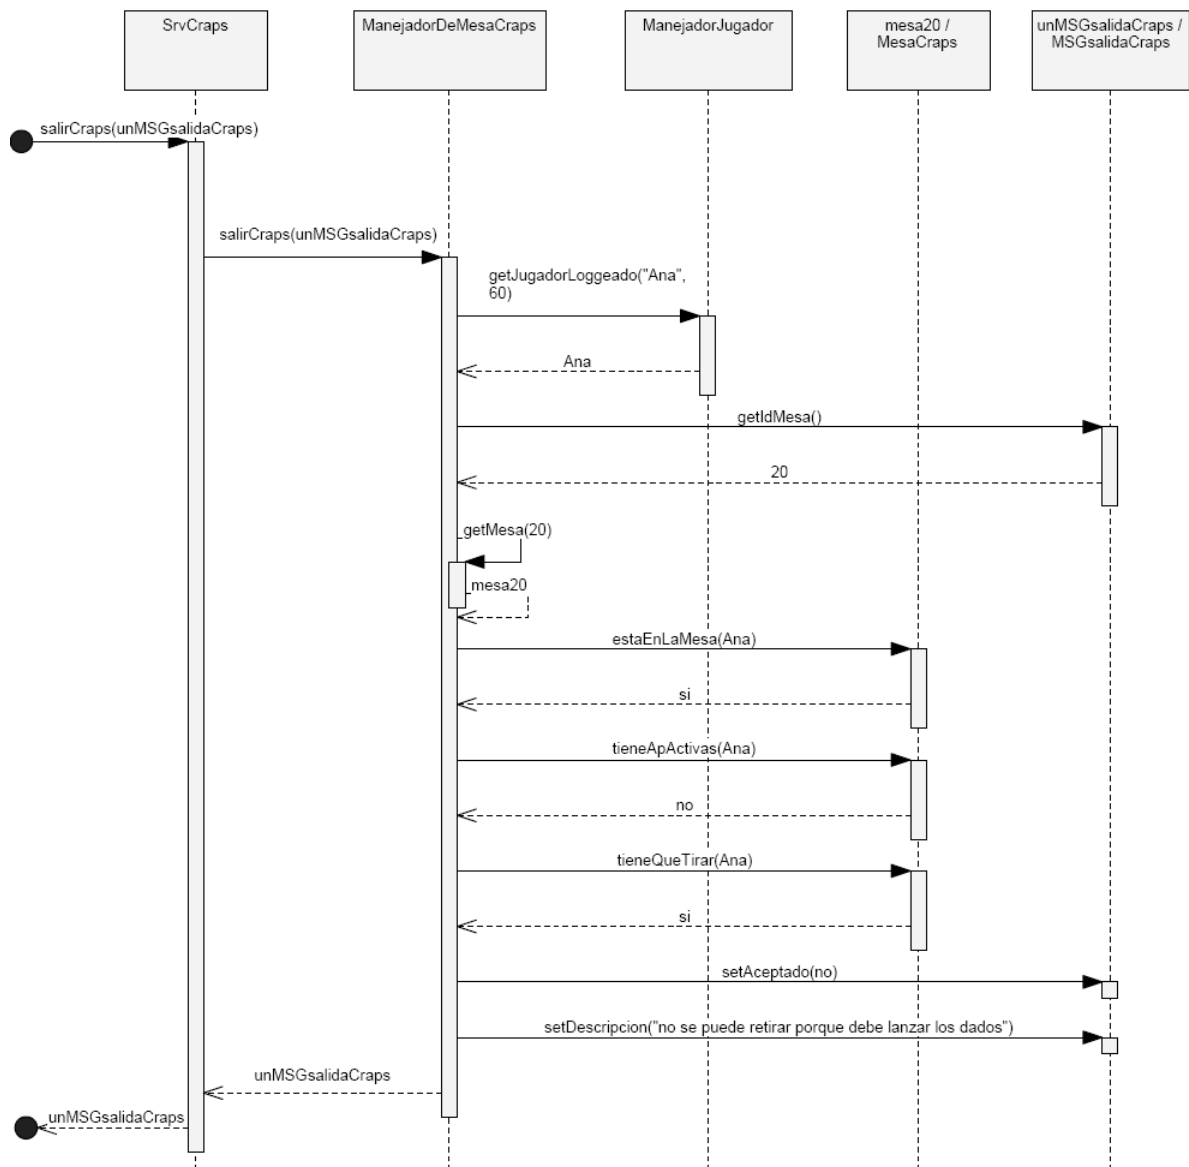 SrvCraps
ManejadorDeMesaCraps
ManejadorJugador
mesa20 /
MesaCraps
unMSGsalidaCraps /
MSGsalidaCraps
salirCraps(unMSGsalidaCraps)
salirCraps(unMSGsalidaCraps)
getJugadorLoggeado("Ana",
60)
Ana
getIdMesa()
20
getMesa(20)
mesa20
estaEnLaMesa(Ana)
si
tieneApActivas(Ana)
no
tieneQueTirar(Ana)
si
setAceptado(no)
setDescripcion("no se puede retirar porque debe lanzar los dados")
unMSGsalidaCraps
unMSGsalidaCraps